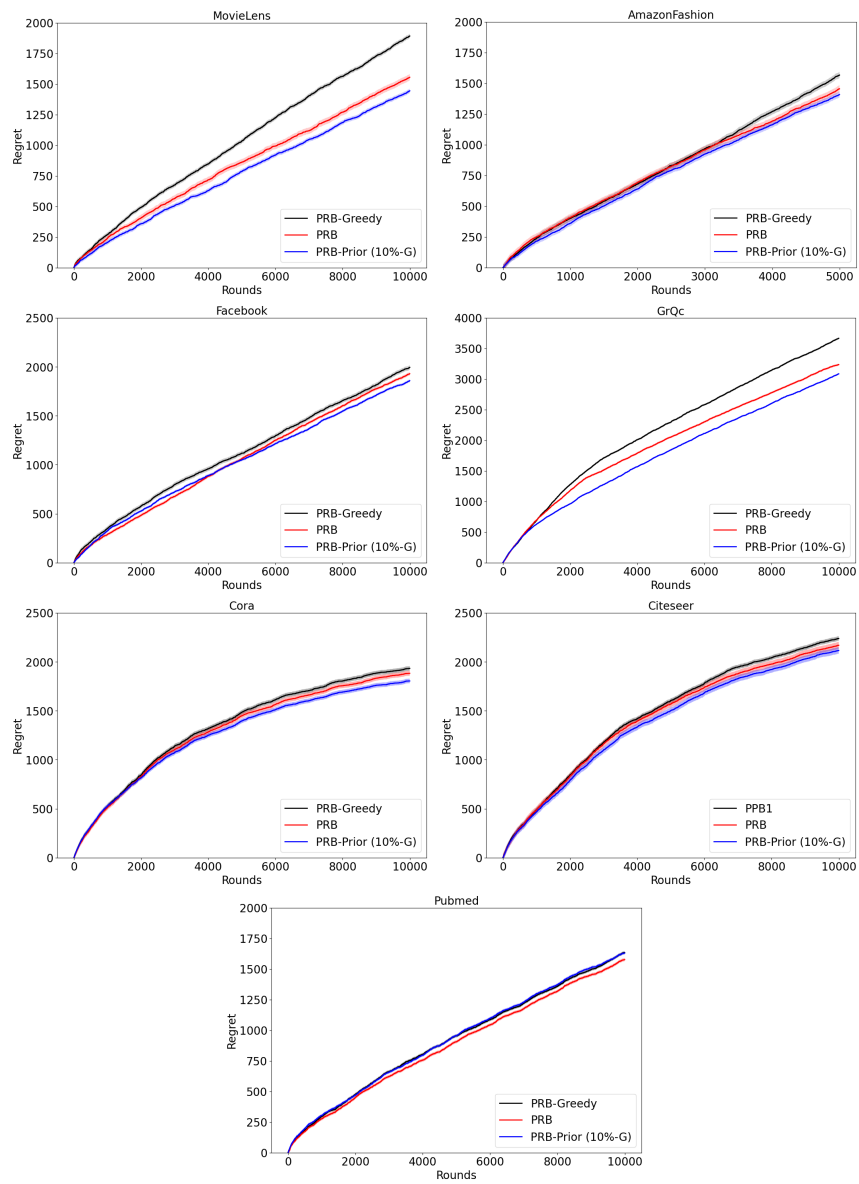 MovieLens
2000
1750
1500
1250
1000
750
500
250
0
Regret
0 2000 4000 6000 8000 10000
Rounds
PRB-Greedy
PRB
PRB-Prior (10%-G)
AmazonFashion
2000
1750
1500
1250
1000
750
500
250
0
Regret
0 1000 2000 3000 4000 5000
Rounds
PRB-Greedy
PRB
PRB-Prior (10%-G)
Facebook
2500
2000
1500
1000
500
0
Regret
0 2000 4000 6000 8000 10000
Rounds
PRB-Greedy
PRB
PRB-Prior (10%-G)
GrQc
4000
3500
3000
2500
2000
1500
1000
500
0
Regret
0 2000 4000 6000 8000 10000
Rounds
PRB-Greedy
PRB
PRB-Prior (10%-G)
Cora
2500
2000
1500
1000
500
0
Regret
0 2000 4000 6000 8000 10000
Rounds
PRB-Greedy
PRB
PRB-Prior (10%-G)
Citeseer
2500
2000
1500
1000
500
0
Regret
0 2000 4000 6000 8000 10000
Rounds
PPB1
PRB
PRB-Prior (10%-G)
Pubmed
2000
1750
1500
1250
1000
750
500
250
0
Regret
0 2000 4000 6000 8000 10000
Rounds
PRB-Greedy
PRB
PRB-Prior (10%-G)